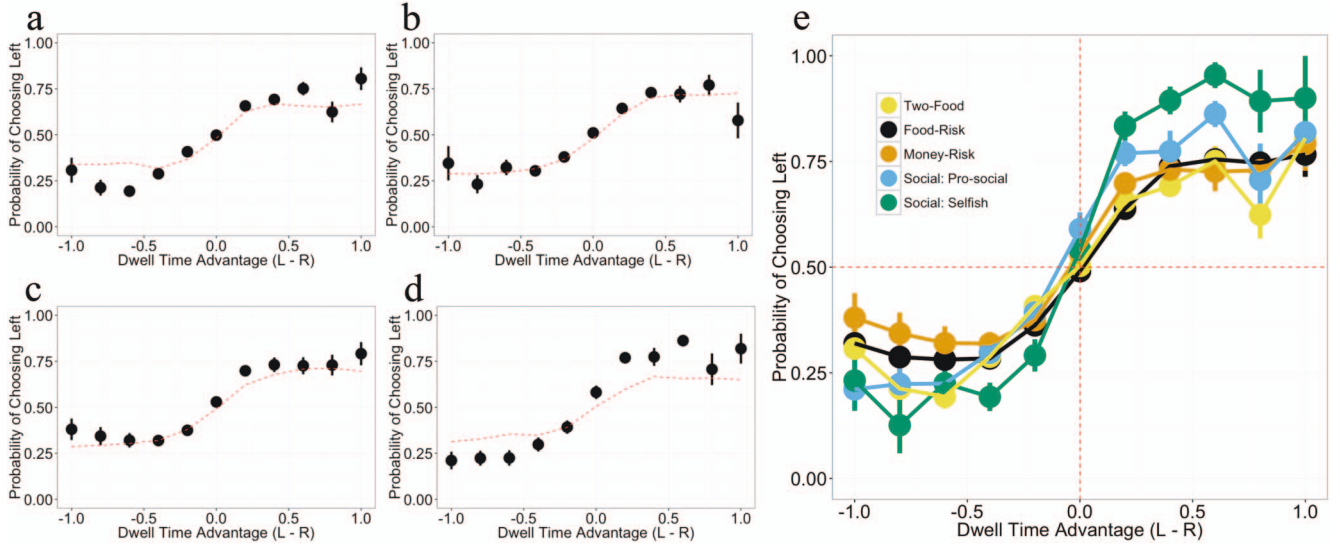 a
1.00
0.75
0.50
0.25
0.00
Probability of Choosing Left
-1.0 -0.5 0.0 0.5 1.0
Dwell Time Advantage (L - R)
b
1.00
0.75
0.50
0.25
0.00
Probability of Choosing Left
-1.0 -0.5 0.0 0.5 1.0
Dwell Time Advantage (L - R)
c
1.00
0.75
0.50
0.25
0.00
Probability of Choosing Left
-1.0 -0.5 0.0 0.5 1.0
Dwell Time Advantage (L - R)
d
1.00
0.75
0.50
0.25
0.00
Probability of Choosing Left
-1.0 -0.5 0.0 0.5 1.0
Dwell Time Advantage (L - R)
e
1.00
0.75
0.50
0.25
0.00
Probability of Choosing Left
Two-Food
Food-Risk
Money-Risk
Social: Pro-social
Social: Selfish
-1.0 -0.5 0.0 0.5 1.0
Dwell Time Advantage (L - R)